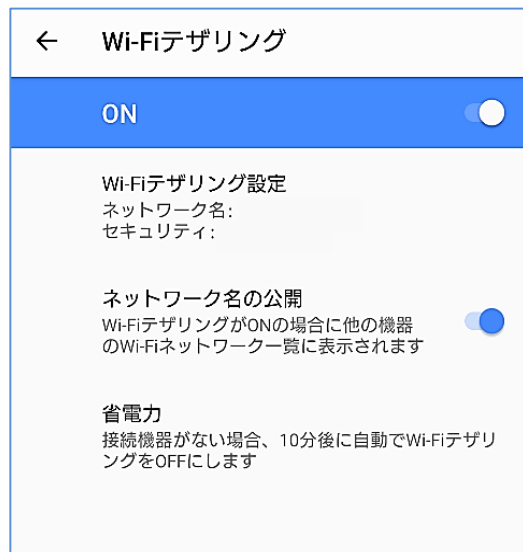 Wi-Fiテザリング
ON
Wi-Fiテザリング設定
ネットワーク名:
セキュリティ:
ネットワーク名の公開
Wi-FiテザリングがONの場合に他の機器
のWi-Fiネットワーク一覧に表示されます
省電力
接続機器がない場合、10分後に自動でWi-Fiテザリ
ングをOFFにします